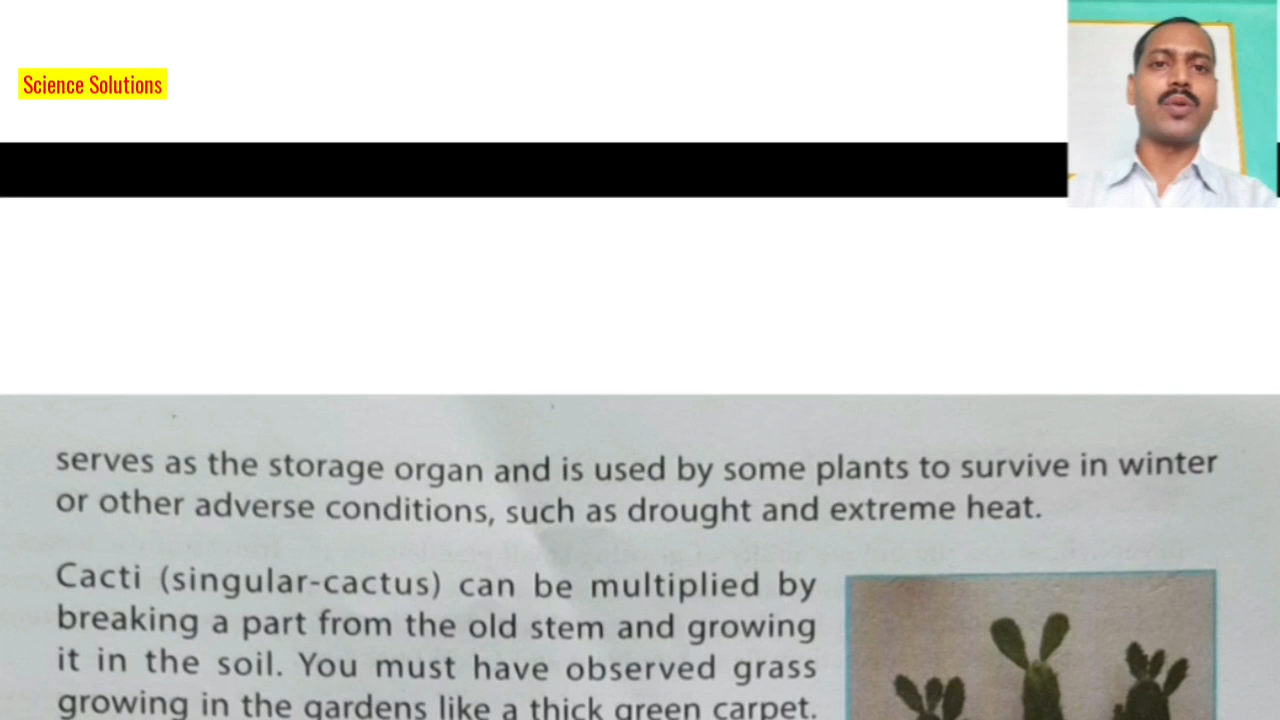 Science Solutions
serves as the storage organ and is used by some plants to survive in winter
or other adverse conditions, such as drought and extreme heat.
Cacti (singular-cactus) can be multiplied by
breaking a part from the old stem and growing
it in the soil. You must have observed grass
growing in the gardens like a thick green carpet.